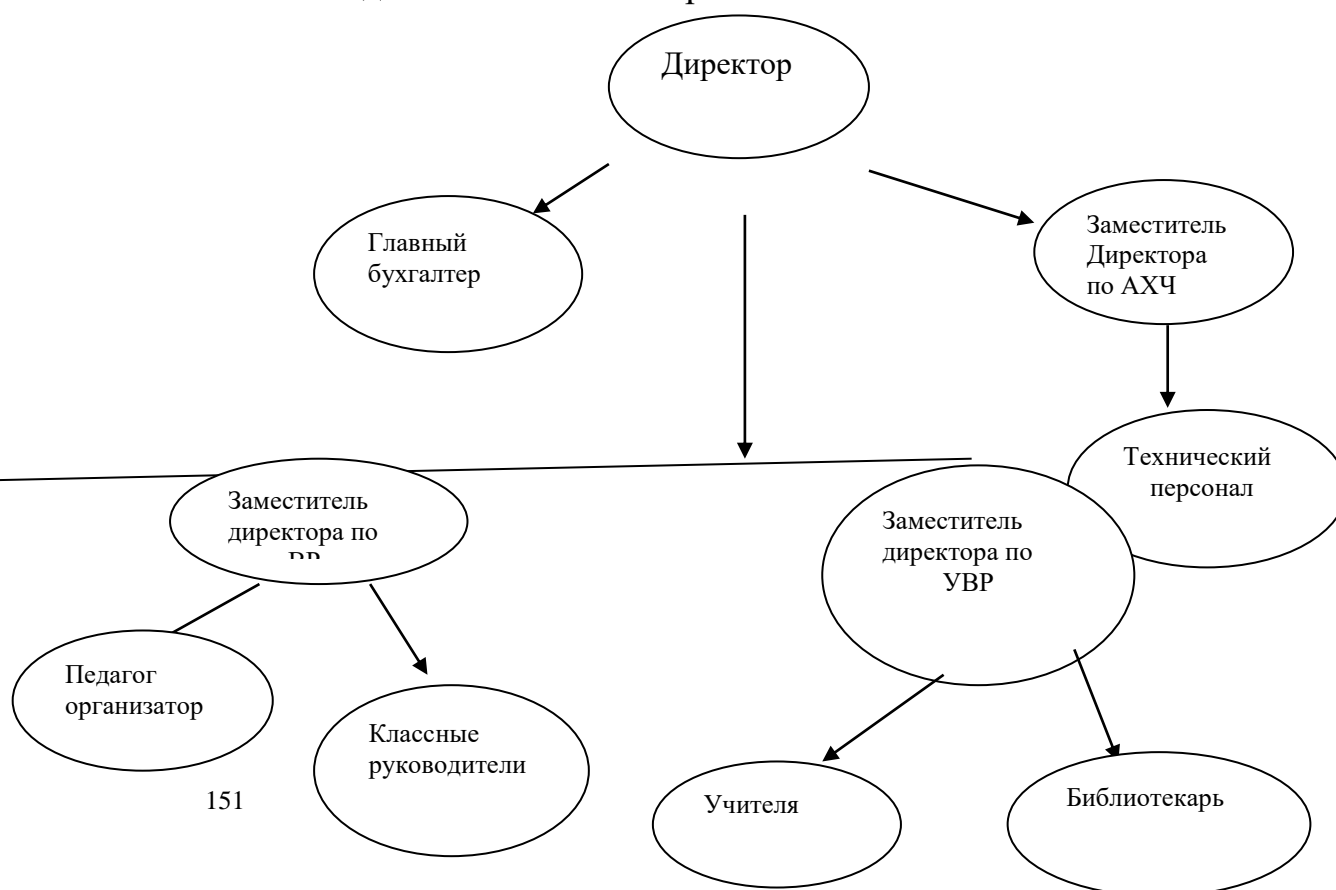 Директор
Главный
бухгалтер
Заместитель
Директора
по АХЧ
Технический
персонал
Заместитель
директора по
Заместитель
директора по
УВР
Педагог
организатор
Классные
руководители
151
Учителя
Библиотекарь